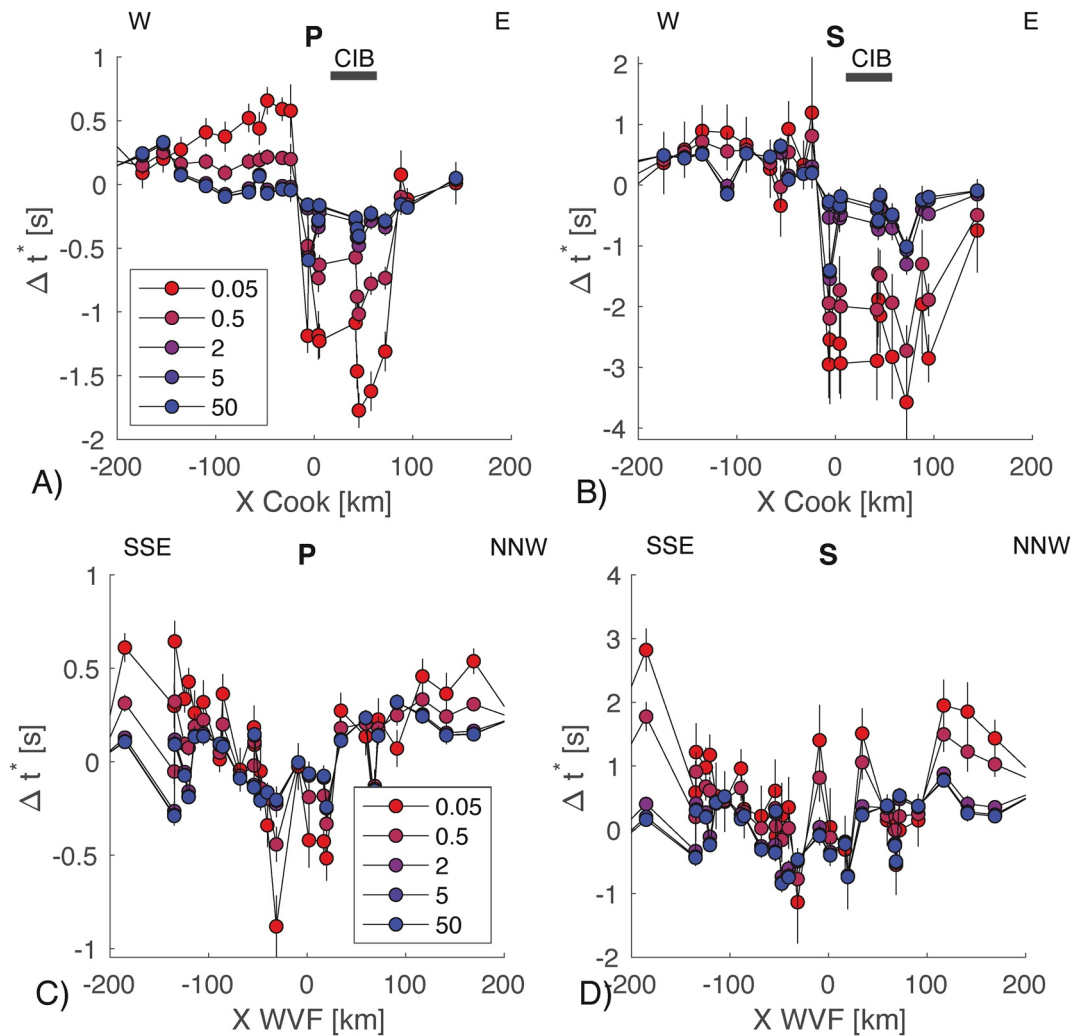 W P E
CIB
1
0.5
0
-0.5
-1
-1.5
-2
Δ t* [s]
0.05
0.5
2
5
50
-200 -100 0 100 200
A) X Cook [km]
W S E
CIB
2
1
0
-1
-2
-3
-4
Δ t* [s]
-200 -100 0 100 200
B) X Cook [km]
SSE P NNW
1
0.5
0
-0.5
-1
Δ t* [s]
0.05
0.5
2
5
50
-200 -100 0 100 200
C) X WVF [km]
SSE S NNW
4
3
2
1
0
-1
-2
Δ t* [s]
-200 -100 0 100 200
D) X WVF [km]